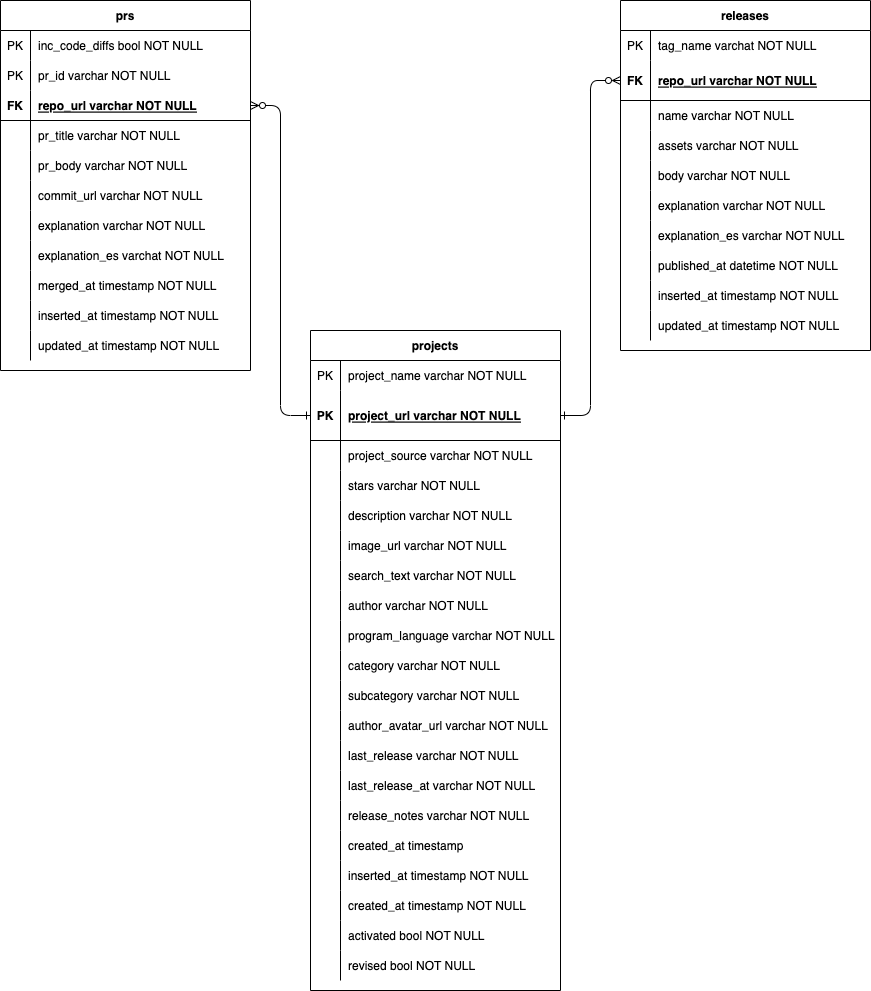 prs
PK inc_code_diffs bool NOT NULL
PK pr_id varchar NOT NULL
FK repo_url varchar NOT NULL
pr_title varchar NOT NULL
pr_body varchar NOT NULL
commit_url varchar NOT NULL
explanation varchar NOT NULL
explanation_es varchat NOT NULL
merged_at timestamp NOT NULL
inserted_at timestamp NOT NULL
updated_at timestamp NOT NULL
releases
PK tag_name varchat NOT NULL
FK repo_url varchar NOT NULL
name varchar NOT NULL
assets varchar NOT NULL
body varchar NOT NULL
explanation varchar NOT NULL
explanation_es varchar NOT NULL
published_at datetime NOT NULL
inserted_at timestamp NOT NULL
updated_at timestamp NOT NULL
projects
PK project_name varchar NOT NULL
PK project_url varchar NOT NULL
project_source varchar NOT NULL
stars varchar NOT NULL
description varchar NOT NULL
image_url varchar NOT NULL
search_text varchar NOT NULL
author varchar NOT NULL
program_language varchar NOT NULL
category varchar NOT NULL
subcategory varchar NOT NULL
author_avatar_url varchar NOT NULL
last_release varchar NOT NULL
last_release_at varchar NOT NULL
release_notes varchar NOT NULL
created_at timestamp
inserted_at timestamp NOT NULL
created_at timestamp NOT NULL
activated bool NOT NULL
revised bool NOT NULL